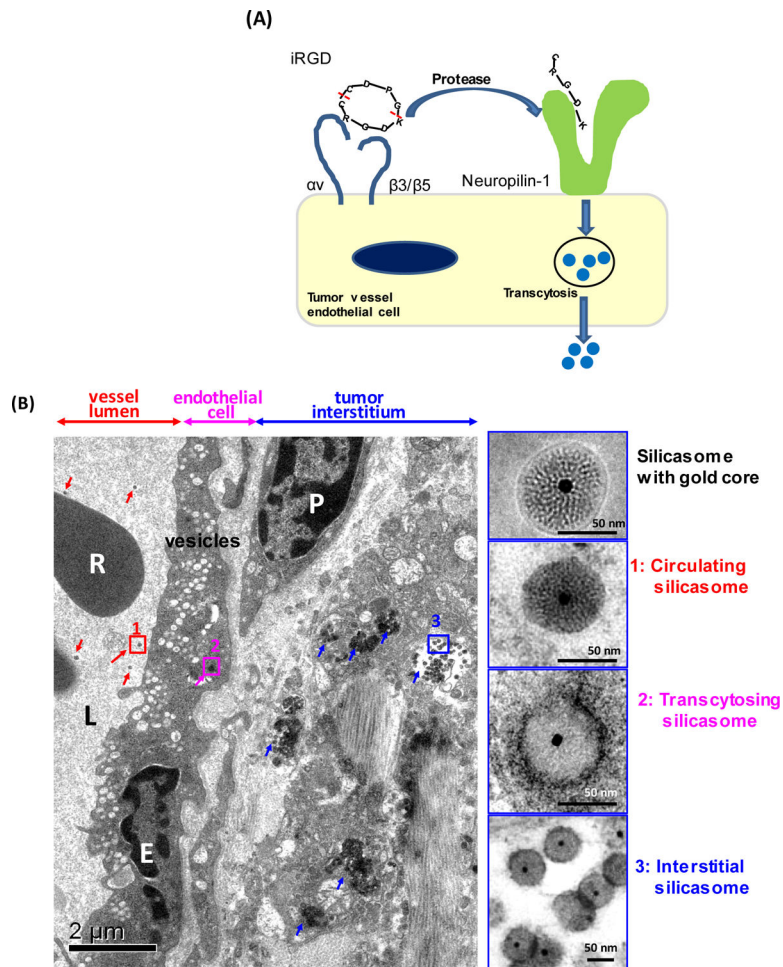 (A)
iRGD
C D P G K D G R C
Protease
C R G D K
αv
β3/β5
Neuropilin-1
Tumor vessel
endothelial cell
Transcytosis
(B)
vessel
lumen
endothelial
cell
tumor
interstitium
P
vesicles
R
1
2
3
L
E
2 μm
50 nm
Silicasome
with gold core
50 nm
1: Circulating
silicasome
50 nm
2: Transcytosing
silicasome
50 nm
3: Interstitial
silicasome